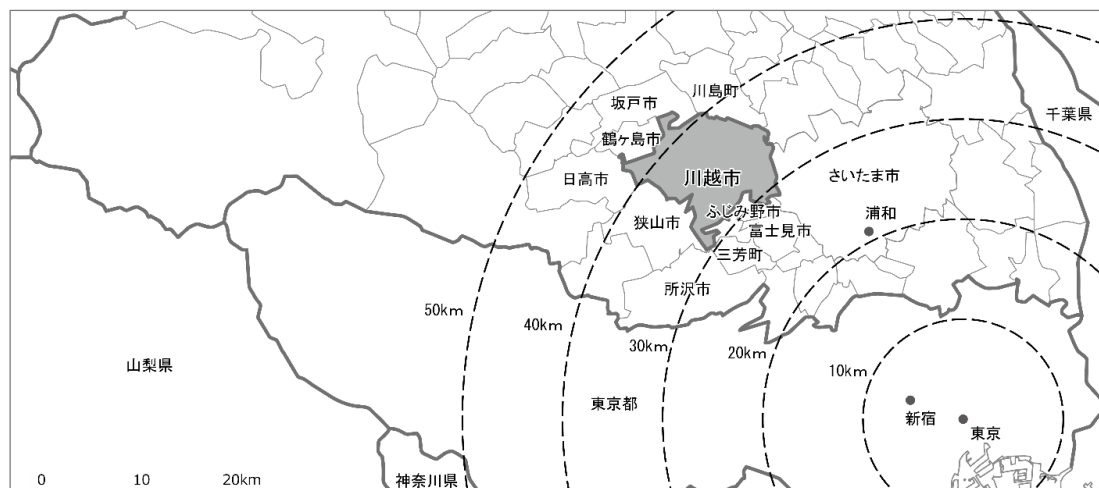 川島町
坂戸市
千葉県
鶴ヶ島市
川越市
さいたま市
日高市
ふじみ野市
浦和
狭山市
富士見市
三芳町
所沢市
50km
40km
30km
20km
10km
山梨県
東京都
新宿
東京
0 10 20km
神奈川県